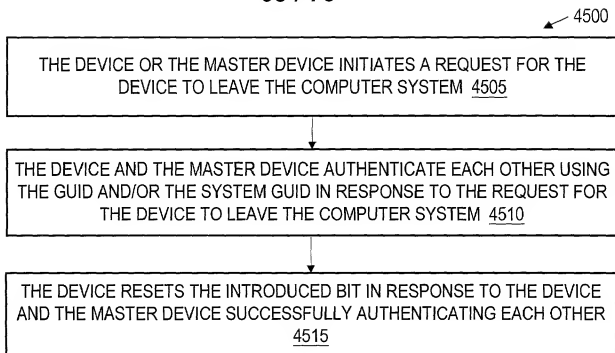 4500
THE DEVICE OR THE MASTER DEVICE INITIATES A REQUEST FOR THE
DEVICE TO LEAVE THE COMPUTER SYSTEM 4505
THE DEVICE AND THE MASTER DEVICE AUTHENTICATE EACH OTHER USING
THE GUID AND/OR THE SYSTEM GUID IN RESPONSE TO THE REQUEST FOR
THE DEVICE TO LEAVE THE COMPUTER SYSTEM 4510
THE DEVICE RESETS THE INTRODUCED BIT IN RESPONSE TO THE DEVICE
AND THE MASTER DEVICE SUCCESSFULLY AUTHENTICATING EACH OTHER
4515